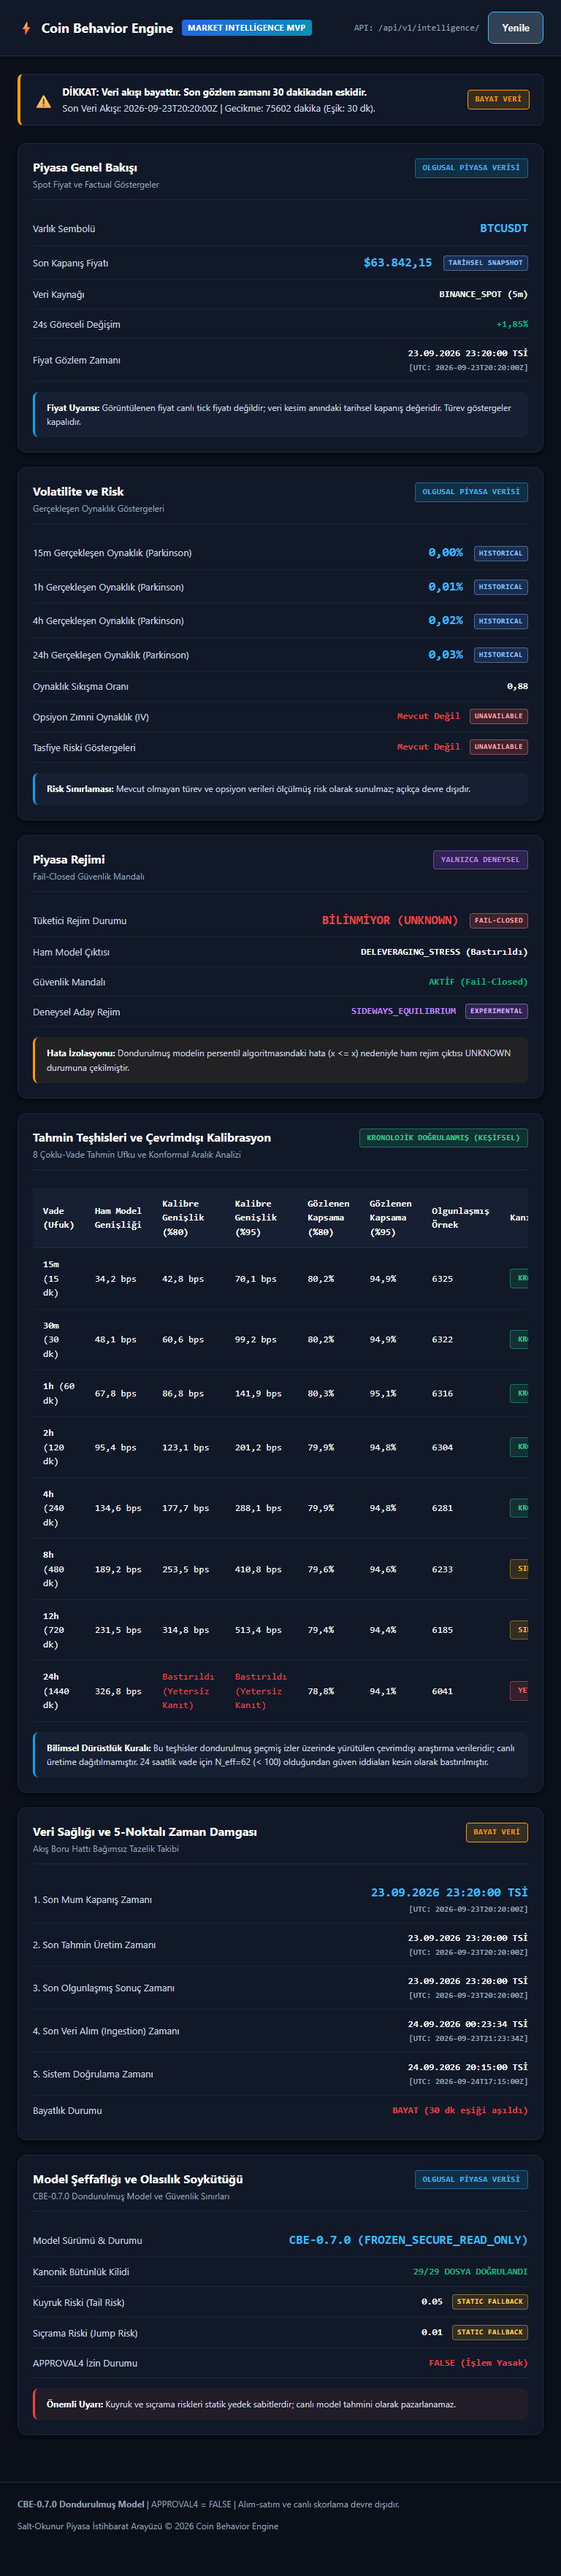 Coin Behavior Engine
MARKET INTELLIGENCE MVP
API: /api/v1/intelligence/
Yenile
DİKKAT: Veri akışı bayattır. Son gözlem zamanı 30 dakikadan eskidir.
Son Veri Akışı: 2026-09-23T20:20:00Z | Gecikme: 75602 dakika (Eşik: 30 dk).
BAYAT VERİ
Piyasa Genel Bakışı
Spot Fiyat ve Factual Göstergeler
OLGUSAL PİYASA VERİSİ
Varlık Sembolü BTCUSDT
Son Kapanış Fiyatı $63.842,15 TARİHSEL SNAPSHOT
Veri Kaynağı BINANCE_SPOT (5m)
24s Göreceli Değişim +1,85%
Fiyat Gözlem Zamanı 23.09.2026 23:20:00 TSİ
[UTC: 2026-09-23T20:20:00Z]
Fiyat Uyarısı: Görüntülenen fiyat canlı tick fiyatı değildir; veri kesim anındaki tarihsel kapanış değeridir. Türev göstergeler
kapalıdır.
Volatilite ve Risk
Gerçekleşen Oynaklık Göstergeleri
OLGUSAL PİYASA VERİSİ
15m Gerçekleşen Oynaklık (Parkinson) 0,00% HISTORICAL
1h Gerçekleşen Oynaklık (Parkinson) 0,01% HISTORICAL
4h Gerçekleşen Oynaklık (Parkinson) 0,02% HISTORICAL
24h Gerçekleşen Oynaklık (Parkinson) 0,03% HISTORICAL
Oynaklık Sıkışma Oranı 0,88
Opsiyon Zımni Oynaklık (IV) Mevcut Değil UNAVAILABLE
Tasfiye Riski Göstergeleri Mevcut Değil UNAVAILABLE
Risk Sınırlaması: Mevcut olmayan türev ve opsiyon verileri ölçülmüş risk olarak sunulmaz; açıkça devre dışıdır.
Piyasa Rejimi
Fail-Closed Güvenlik Mandalı
YALNIZCA DENEYSEL
Tüketici Rejim Durumu BİLİNMİYOR (UNKNOWN) FAIL-CLOSED
Ham Model Çıktısı DELEVERAGING_STRESS (Bastırıldı)
Güvenlik Mandalı AKTİF (Fail-Closed)
Deneysel Aday Rejim SIDEWAYS_EQUILIBRIUM EXPERIMENTAL
Hata İzolasyonu: Dondurulmuş modelin persentil algoritmasındaki hata (x <= x) nedeniyle ham rejim çıktısı UNKNOWN
durumuna çekilmiştir.
Tahmin Teşhisleri ve Çevrimdışı Kalibrasyon
8 Çoklu-Vade Tahmin Ufku ve Konformal Aralık Analizi
KRONOLOJİK DOĞRULANMIŞ (KEŞİFSEL)
Vade (Ufuk) Ham Model Genişliği Kalibre Genişlik (%80) Kalibre Genişlik (%95) Gözlenen Kapsama (%80) Gözlenen Kapsama (%95) Olgunlaşmış Örnek
15m (15 dk) 34,2 bps 42,8 bps 70,1 bps 80,2% 94,9% 6325
30m (30 dk) 48,1 bps 60,6 bps 99,2 bps 80,2% 94,9% 6322
1h (60 dk) 67,8 bps 86,8 bps 141,9 bps 80,3% 95,1% 6316
2h (120 dk) 95,4 bps 123,1 bps 201,2 bps 79,9% 94,8% 6304
4h (240 dk) 134,6 bps 177,7 bps 288,1 bps 79,9% 94,8% 6281
8h (480 dk) 189,2 bps 253,5 bps 410,8 bps 79,6% 94,6% 6233
12h (720 dk) 231,5 bps 314,8 bps 513,4 bps 79,4% 94,4% 6185
24h (1440 dk) 326,8 bps Bastırıldı (Yetersiz Kanıt) Bastırıldı (Yetersiz Kanıt) 78,8% 94,1% 6041
Bilimsel Dürüstlük Kuralı: Bu teşhisler dondurulmuş geçmiş izler üzerinde yürütülen çevrimdışı araştırma verileridir; canlı
üretime dağıtılmamıştır. 24 saatlik vade için N_eff=62 (< 100) olduğundan güven iddiaları kesin olarak bastırılmıştır.
Veri Sağlığı ve 5-Noktalı Zaman Damgası
Akış Boru Hattı Bağımsız Tazelik Takibi
BAYAT VERİ
1. Son Mum Kapanış Zamanı 23.09.2026 23:20:00 TSİ
[UTC: 2026-09-23T20:20:00Z]
2. Son Tahmin Üretim Zamanı 23.09.2026 23:20:00 TSİ
[UTC: 2026-09-23T20:20:00Z]
3. Son Olgunlaşmış Sonuç Zamanı 23.09.2026 23:20:00 TSİ
[UTC: 2026-09-23T20:20:00Z]
4. Son Veri Alım (Ingestion) Zamanı 24.09.2026 00:23:34 TSİ
[UTC: 2026-09-23T21:23:34Z]
5. Sistem Doğrulama Zamanı 24.09.2026 20:15:00 TSİ
[UTC: 2026-09-24T17:15:00Z]
Bayatlık Durumu BAYAT (30 dk eşiği aşıldı)
Model Şeffaflığı ve Olasılık Soykütüğü
CBE-0.7.0 Dondurulmuş Model ve Güvenlik Sınırları
OLGUSAL PİYASA VERİSİ
Model Sürümü & Durumu CBE-0.7.0 (FROZEN_SECURE_READ_ONLY)
Kanonik Bütünlük Kilidi 29/29 DOSYA DOĞRULANDI
Kuyruk Riski (Tail Risk) 0.05 STATIC FALLBACK
Sıçrama Riski (Jump Risk) 0.01 STATIC FALLBACK
APPROVAL4 İzin Durumu FALSE (İşlem Yasak)
Önemli Uyarı: Kuyruk ve sıçrama riskleri statik yedek sabitlerdir; canlı model tahmini olarak pazarlanamaz.
CBE-0.7.0 Dondurulmuş Model | APPROVAL4 = FALSE | Alım-satım ve canlı skorlama devre dışıdır.
Salt-Okunur Piyasa İstihbarat Arayüzü © 2026 Coin Behavior Engine